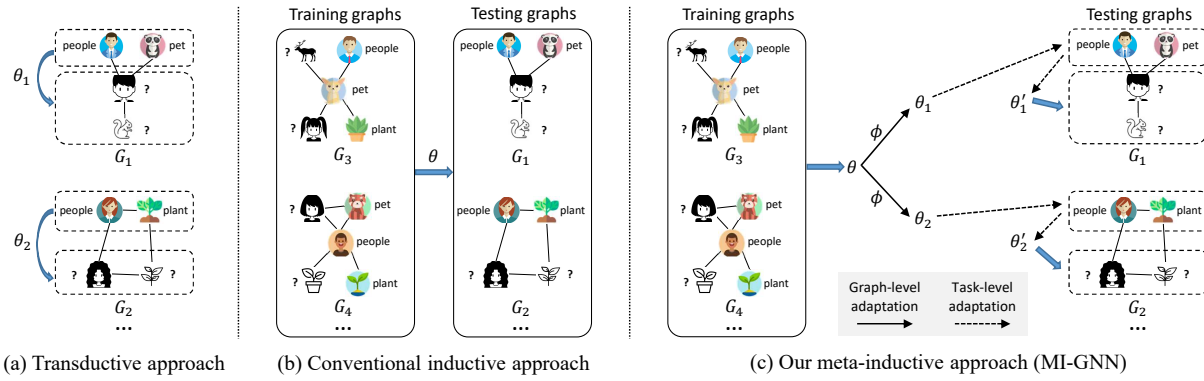 people
pet
θ1
?
?
G1
people
plant
θ2
?
?
G2
...
(a) Transductive approach
Training graphs
?
people
pet
?
plant
G3
?
pet
people
?
plant
G4
...
θ
Testing graphs
people
pet
?
?
G1
people
plant
?
?
G2
...
(b) Conventional inductive approach
Training graphs
?
people
pet
?
plant
G3
?
pet
people
?
plant
G4
...
θ
ϕ
θ1
ϕ
θ2
θ1′
θ2′
Graph-level
adaptation
Task-level
adaptation
Testing graphs
people
pet
?
?
G1
people
plant
?
?
G2
...
(c) Our meta-inductive approach (MI-GNN)